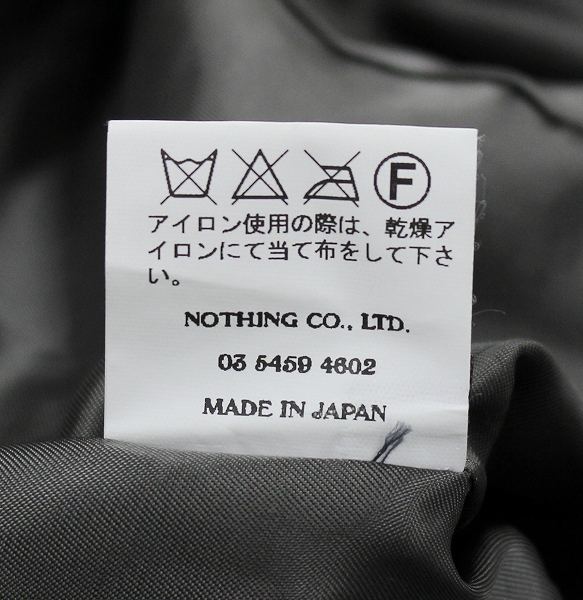 F
アイロン使用の際は、乾燥ア
イロンにて当て布をして下さ
い。
NOTHING CO., LTD.
03 5459 4602
MADE IN JAPAN